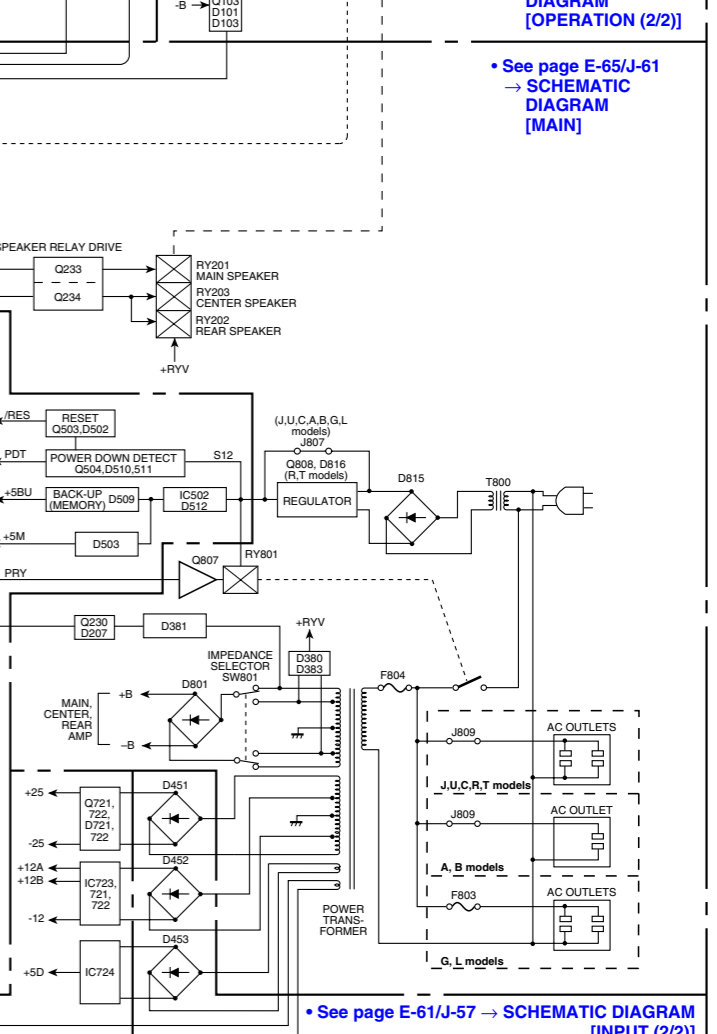 -B
Q103
D101
D103
DIAGRAM
[OPERATION (2/2)]
• See page E-65/J-61
→ SCHEMATIC
DIAGRAM
[MAIN]
SPEAKER RELAY DRIVE
Q233
Q234
RY201
MAIN SPEAKER
RY203
CENTER SPEAKER
RY202
REAR SPEAKER
+RYV
/RES
RESET
Q503,D502
PDT
POWER DOWN DETECT
Q504,D510,511
S12
+5BU
BACK-UP
(MEMORY)
D509
IC502
D512
+5M
D503
(J,U,C,A,B,G,L
models)
J807
Q808, D816
(R,T models)
REGULATOR
D815
T800
PRY
Q807
RY801
Q230
D207
D381
+RYV
D380
D383
IMPEDANCE
SELECTOR
SW801
F804
MAIN,
CENTER,
REAR
AMP
+B
–B
D801
J809
AC OUTLETS
J,U,C,R,T models
J809
AC OUTLET
A, B models
F803
AC OUTLETS
G, L models
+25
-25
Q721,
722,
D721,
722
D451
+12A
+12B
-12
IC723,
721,
722
D452
+5D
IC724
D453
POWER
TRANS-
FORMER
• See page E-61/J-57 → SCHEMATIC DIAGRAM
[INPUT (2/2)]